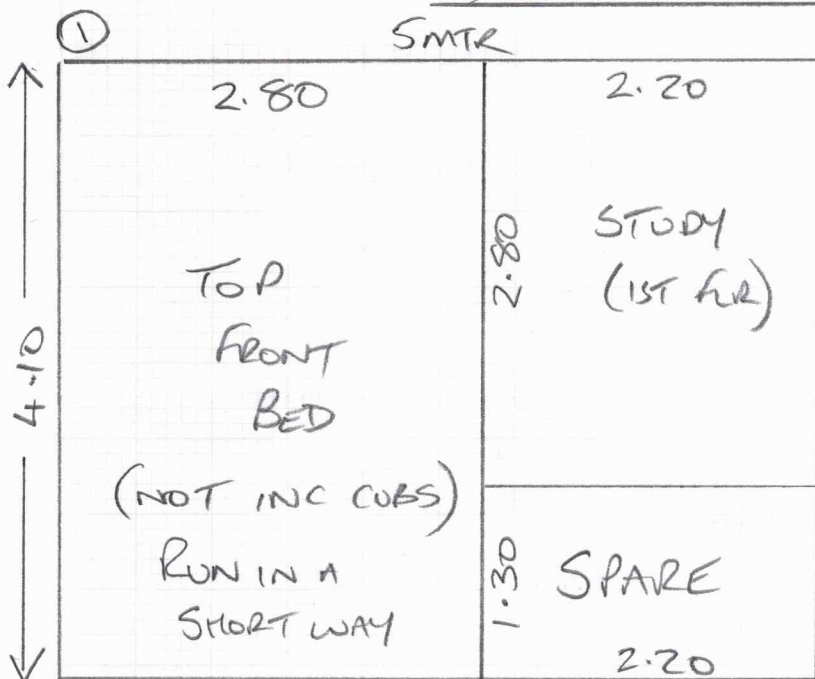 ①
5MTR
2.80
2.20
4.10
TOP
FRONT
BED
(NOT INC CUBS)
RUN IN A
SHORT WAY
2.80
STUDY
(1ST FLR)
1.30
SPARE
2.20